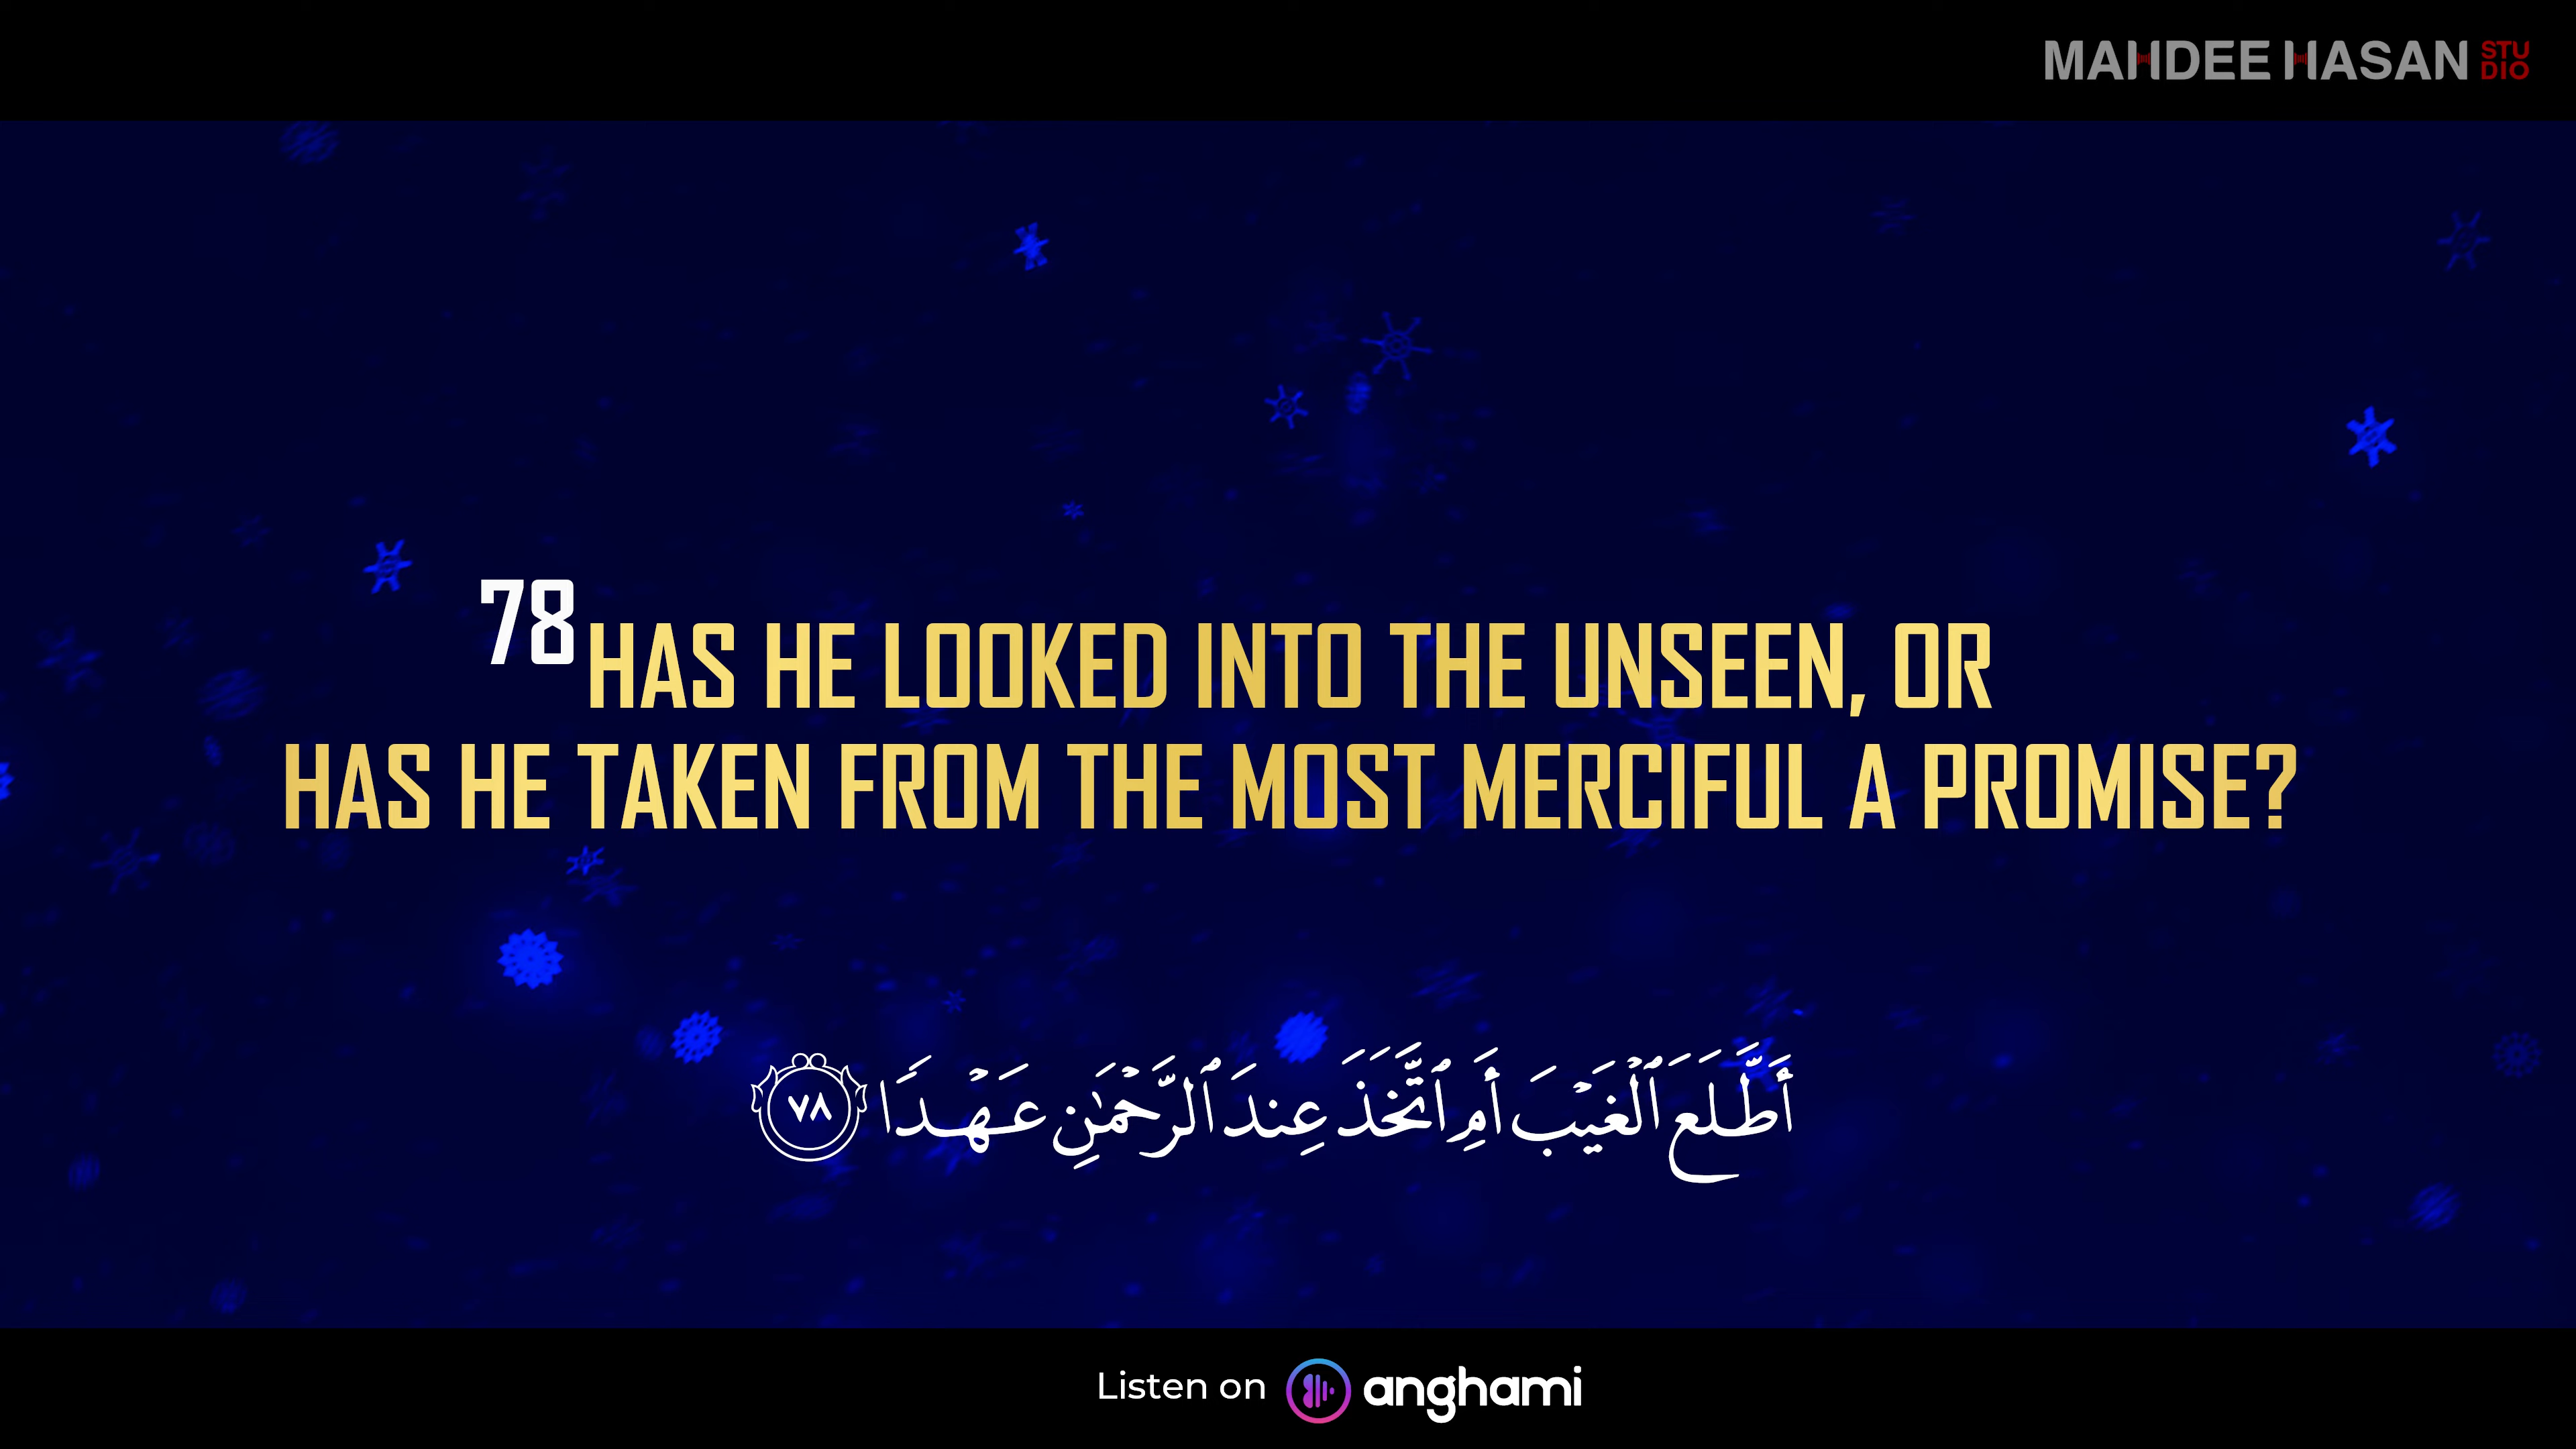 MAHDEE HASAN STUDIO
78 HAS HE LOOKED INTO THE UNSEEN, OR
HAS HE TAKEN FROM THE MOST MERCIFUL A PROMISE?
أَطَّلَعَ ٱلْغَيْبَ أَمِ ٱتَّخَذَ عِندَ ٱلرَّحْمَٰنِ عَهْدًا ٧٨
Listen on anghami